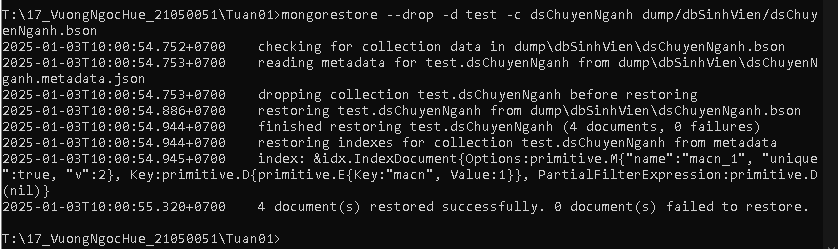 T:\17_VuongNgocHue_21050051\Tuan01>mongorestore --drop -d test -c dsChuyenNganh dump/dbSinhVien/dsChuy
enNganh.bson
2025-01-03T10:00:54.752+0700    checking for collection data in dump\dbSinhVien\dsChuyenNganh.bson
2025-01-03T10:00:54.753+0700    reading metadata for test.dsChuyenNganh from dump\dbSinhVien\dsChuyenN
ganh.metadata.json
2025-01-03T10:00:54.753+0700    dropping collection test.dsChuyenNganh before restoring
2025-01-03T10:00:54.886+0700    restoring test.dsChuyenNganh from dump\dbSinhVien\dsChuyenNganh.bson
2025-01-03T10:00:54.944+0700    finished restoring test.dsChuyenNganh (4 documents, 0 failures)
2025-01-03T10:00:54.944+0700    restoring indexes for collection test.dsChuyenNganh from metadata
2025-01-03T10:00:54.945+0700    index: &idx.IndexDocument{Options:primitive.M{"name":"macn_1", "unique
":true, "v":2}, Key:primitive.D{primitive.E{Key:"macn", Value:1}}, PartialFilterExpression:primitive.D
(nil)}
2025-01-03T10:00:55.320+0700    4 document(s) restored successfully. 0 document(s) failed to restore.
T:\17_VuongNgocHue_21050051\Tuan01>